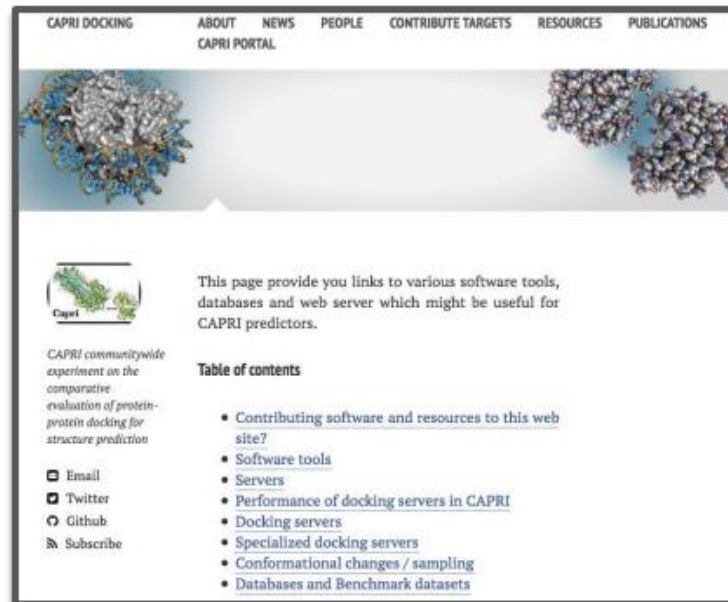 CAPRI DOCKING
ABOUT NEWS PEOPLE CONTRIBUTE TARGETS RESOURCES PUBLICATIONS
CAPRI PORTAL
Capri
CAPRI communitywide
experiment on the
comparative
evaluation of protein-
protein docking for
structure prediction
Email
Twitter
Github
Subscribe
This page provide you links to various software tools,
databases and web server which might be useful for
CAPRI predictors.
Table of contents
Contributing software and resources to this web
site?
Software tools
Servers
Performance of docking servers in CAPRI
Docking servers
Specialized docking servers
Conformational changes / sampling
Databases and Benchmark datasets